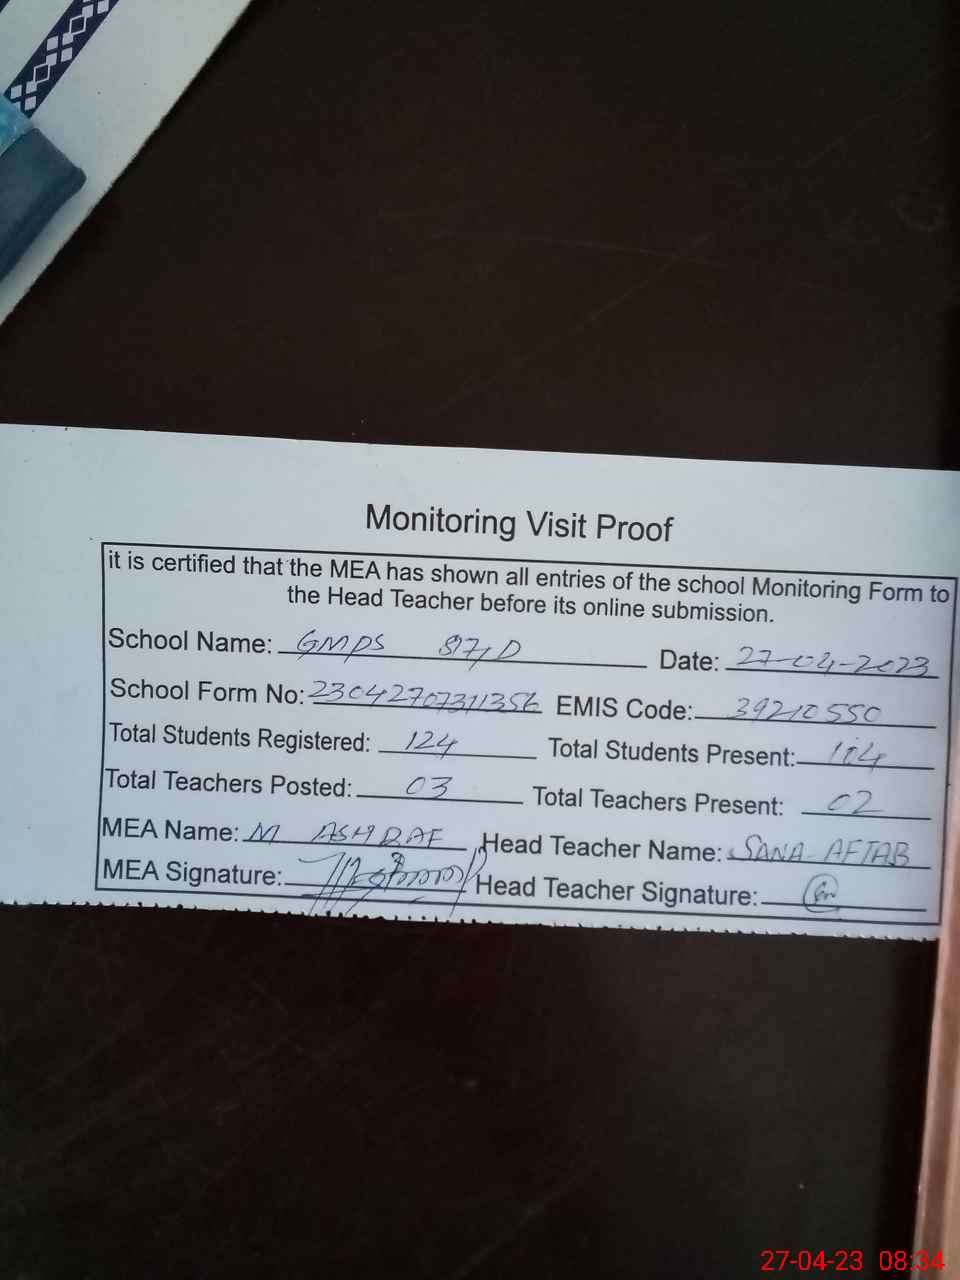 Monitoring Visit Proof
it is certified that the MEA has shown all entries of the school Monitoring Form to
the Head Teacher before its online submission.
School Name: GMPS Date: 27-04-2023
School Form No: 23042707311356 EMIS Code: 39210550
Total Students Registered: 124 Total Students Present: 104
Total Teachers Posted: 03 Total Teachers Present: 02
MEA Name: M ASHRAF Head Teacher Name: SANA AFTAB
MEA Signature: Head Teacher Signature:
27-04-23 08:34